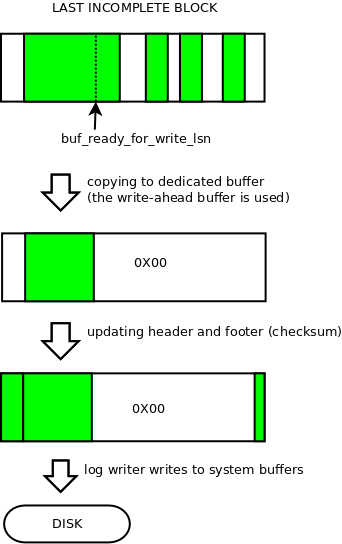 LAST INCOMPLETE BLOCK
buf_ready_for_write_lsn
copying to dedicated buffer
(the write-ahead buffer is used)
0X00
updating header and footer (checksum)
0X00
log writer writes to system buffers
DISK